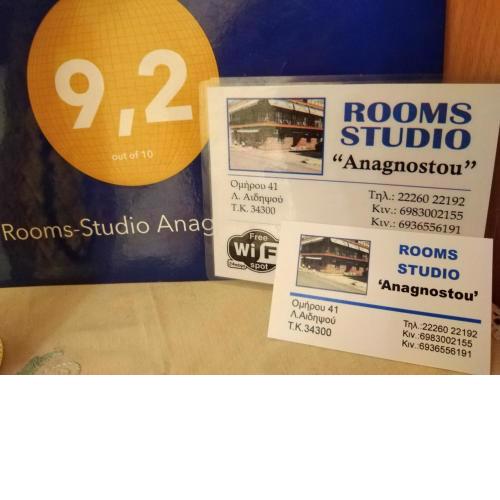 9,2
out of 10
Rooms-Studio Anag
ROOMS
STUDIO
“Anagnostou”
Ομήρου 41
Λ. Αιδηψού
Τ.Κ. 34300
Τηλ.: 22260 22192
Κιν.: 6983002155
Κιν.: 6936556191
Free
Wi F
spot
ROOMS
STUDIO
‘Anagnostou’
Ομήρου 41
Λ.Αιδηψού
Τ.Κ.34300
Τηλ.:22260 22192
Κιν.:6983002155
Κιν.:6936556191